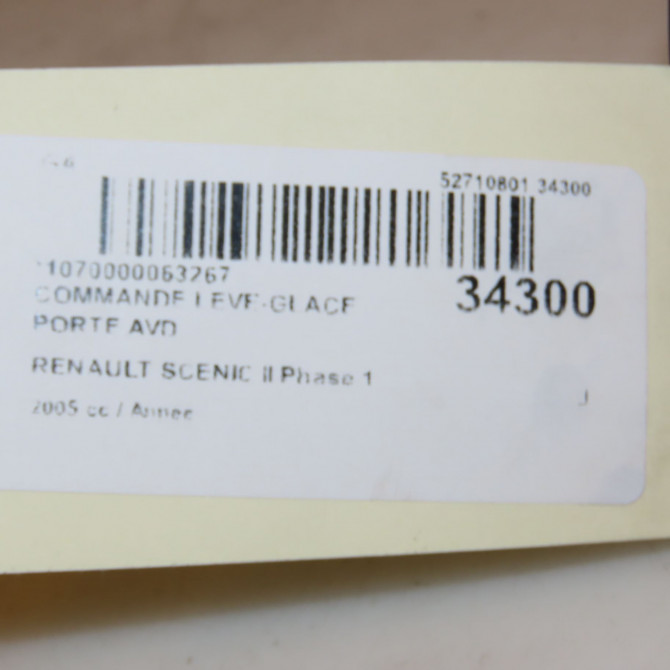 52710801 34300
*1070000063267
34300
COMMANDE LEVE-GLACE
PORTE AVD
RENAULT SCENIC II Phase 1
2005 cc / Annee
J